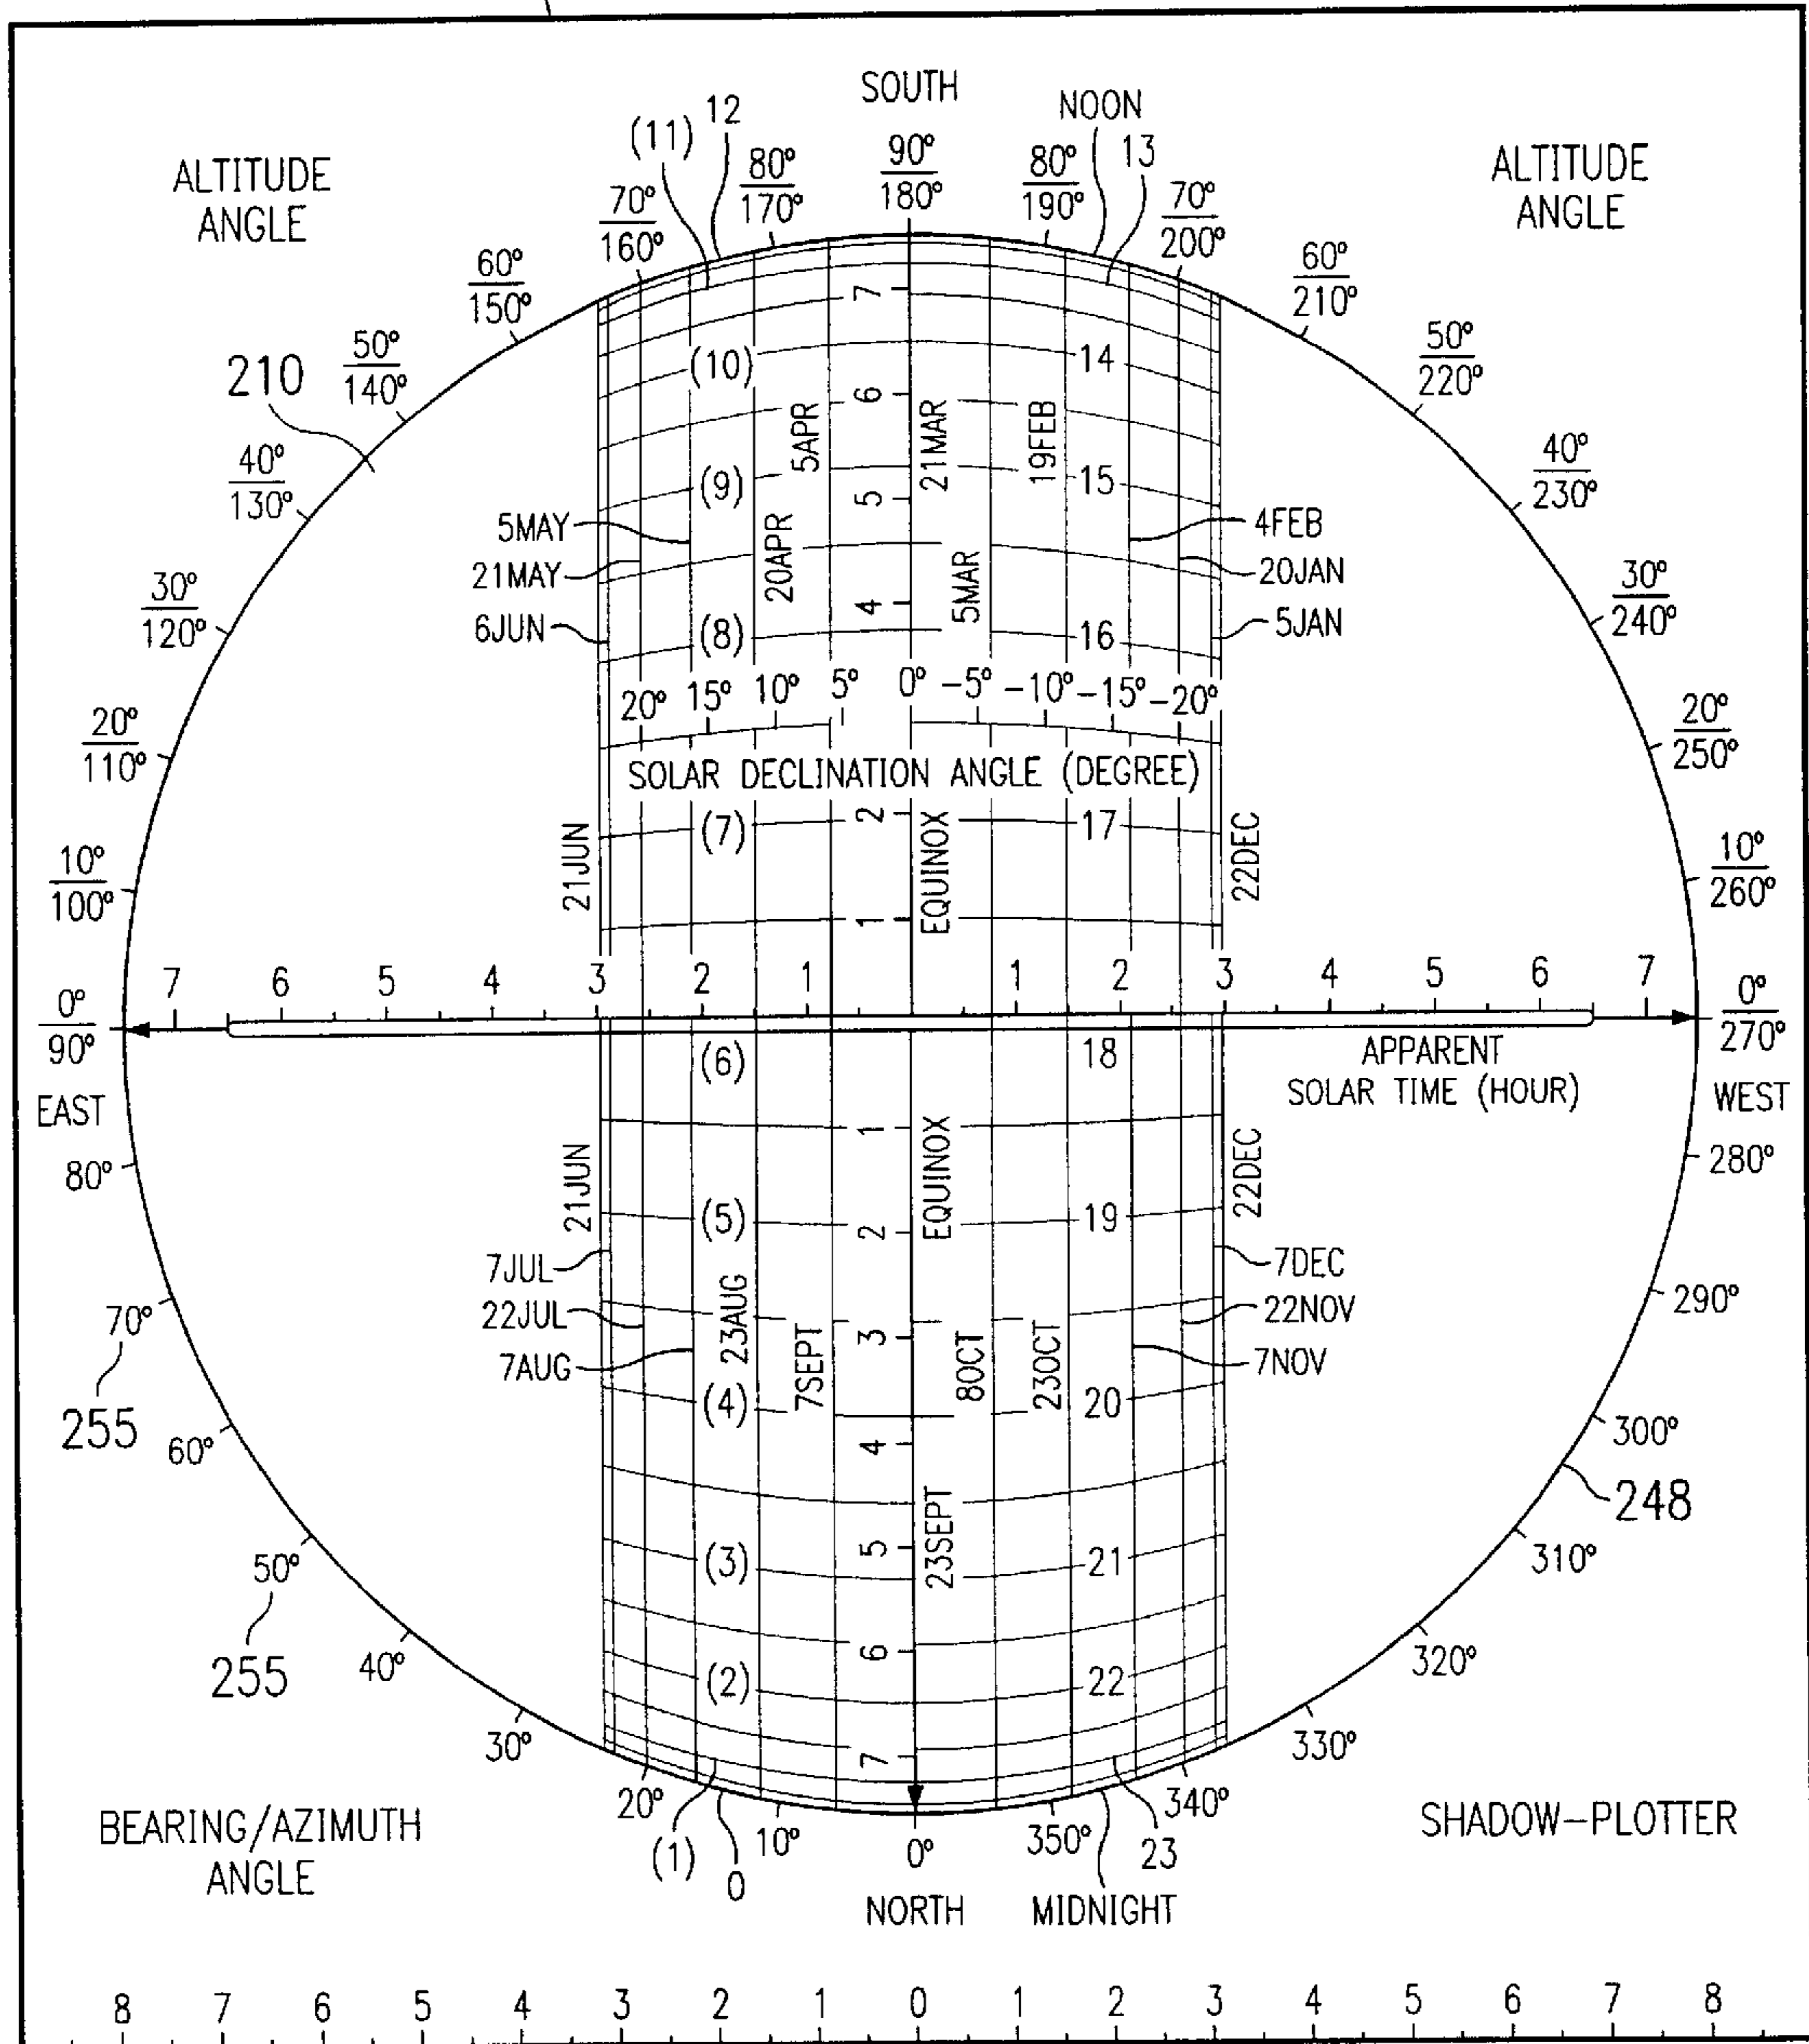 SOUTH
(11) 12 NOON 13
ALTITUDE ANGLE
ALTITUDE ANGLE
70° 80° 90° 80° 70°
160° 170° 180° 190° 200°
60° 60°
150° 210°
50° 50°
140° 220°
210
40° 40°
130° 230°
30° 30°
120° 240°
20° 20°
110° 250°
10° 10°
100° 260°
7
(10) 14
6
5APR 21MAR 19FEB
(9) 15
5
5MAY 4FEB
20APR 5MAR
21MAY 20JAN
4
6JUN (8) 16 5JAN
20° 15° 10° 5° 0° -5° -10° -15° -20°
SOLAR DECLINATION ANGLE (DEGREE)
2
(7) 17
21JUN EQUINOX 22DEC
1
7 6 5 4 3 2 1 1 2 3 4 5 6 7
0° 0°
90° 270°
(6) 18
APPARENT
SOLAR TIME (HOUR)
EAST WEST
80° 280°
1
21JUN EQUINOX 22DEC
(5) 19
2
7JUL 7DEC
70° 290°
22JUL 23AUG 22NOV
3
7AUG 7SEPT 8OCT 23OCT 7NOV
(4) 20
255
60° 300°
4
248
23SEPT
5
50° 310°
(3) 21
6
255
40° 320°
(2) 22
30° 330°
7
20° 10° 0° 350° 340°
(1) 0 23
BEARING/AZIMUTH
ANGLE
SHADOW-PLOTTER
NORTH MIDNIGHT
8 7 6 5 4 3 2 1 0 1 2 3 4 5 6 7 8